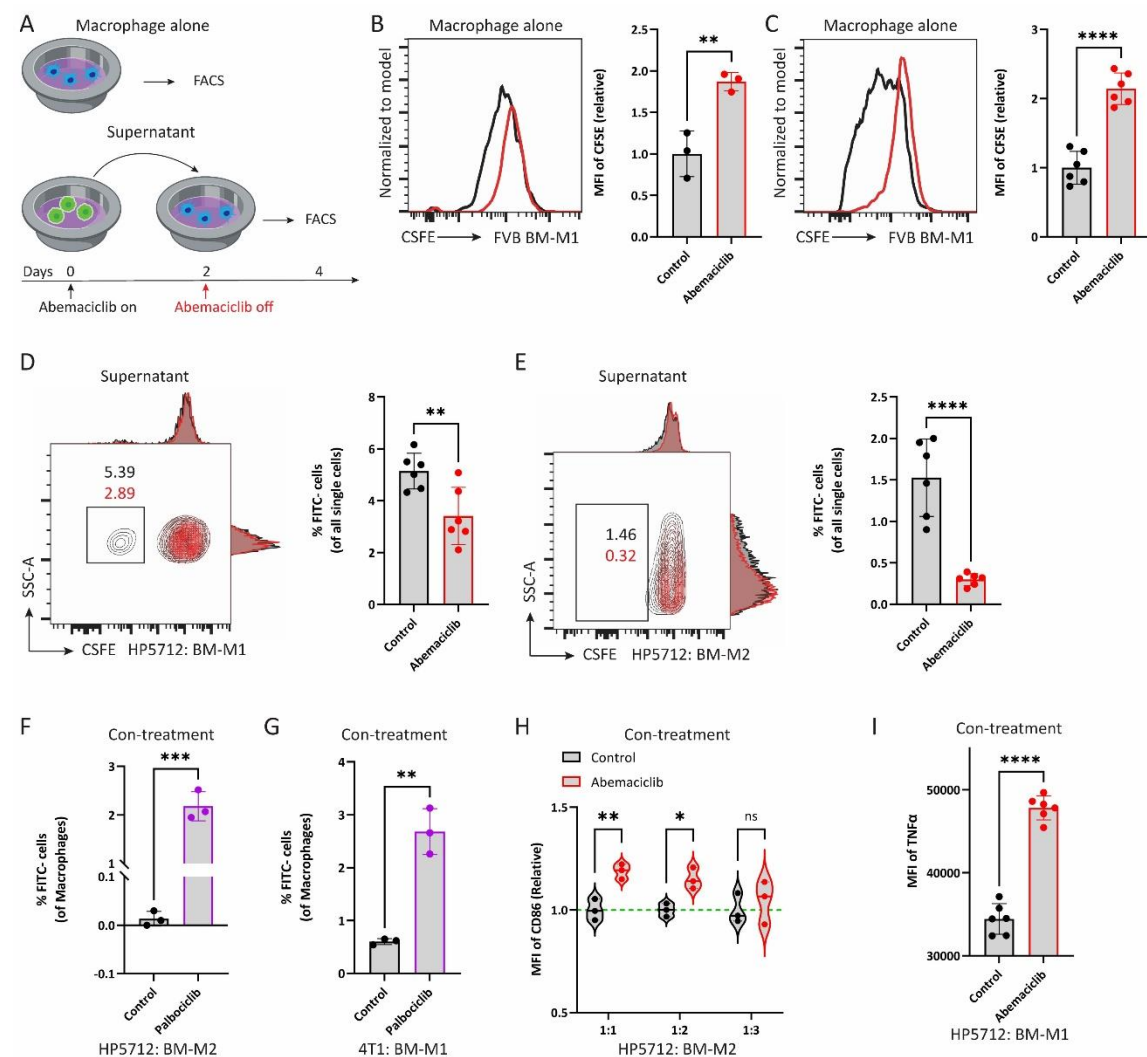 A
Macrophage alone
FACS
Supernatant
FACS
Days 0 2 4
Abemaciclib on
Abemaciclib off
B
Macrophage alone
Normalized to model
CSFE FVB BM-M1
MFI of CFSE (relative)
2.5
2.0
1.5
1.0
0.5
0.0
**
Control
Abemaciclib
C
Macrophage alone
Normalized to model
CSFE FVB BM-M1
MFI of CFSE (relative)
3
2
1
0
****
Control
Abemaciclib
D
Supernatant
5.39
2.89
SSC-A
CSFE HP5712: BM-M1
% FITC- cells
(of all single cells)
8
6
4
2
0
**
Control
Abemaciclib
E
Supernatant
1.46
0.32
SSC-A
CSFE HP5712: BM-M2
% FITC- cells
(of all single cells)
2.5
2.0
1.5
1.0
0.5
0.0
****
Control
Abemaciclib
F
Con-treatment
% FITC- cells
(of Macrophages)
3
2
1
0.1
0.0
-0.1
***
Control
Palbociclib
HP5712: BM-M2
G
Con-treatment
% FITC- cells
(of Macrophages)
4
3
2
1
0
**
Control
Palbociclib
4T1: BM-M1
H
Con-treatment
Control
Abemaciclib
MFI of CD86 (Relative)
1.5
1.0
0.5
**
*
ns
1:1 1:2 1:3
HP5712: BM-M2
I
Con-treatment
MFI of TNFα
50000
40000
30000
****
Control
Abemaciclib
HP5712: BM-M1